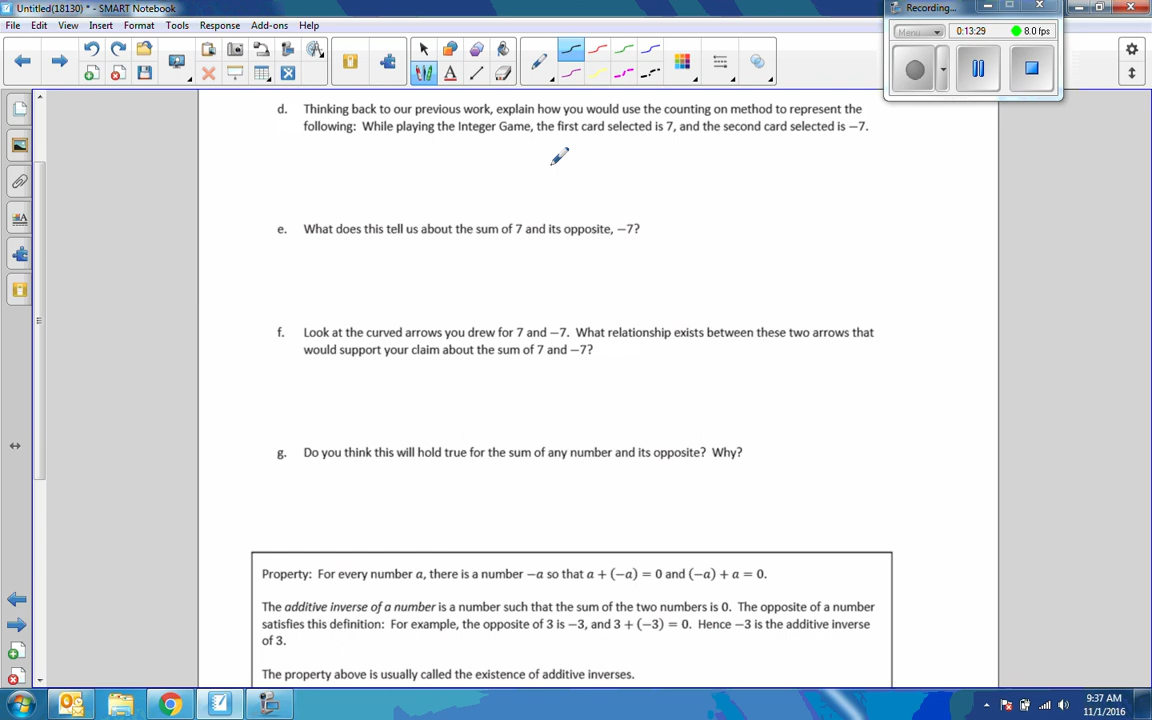 Untitled(18130) * - SMART Notebook
File Edit View Insert Format Tools Response Add-ons Help
Recording...
Menu 0:13:29 8.0 fps
d. Thinking back to our previous work, explain how you would use the counting on method to represent the
following: While playing the Integer Game, the first card selected is 7, and the second card selected is −7.
e. What does this tell us about the sum of 7 and its opposite, −7?
f. Look at the curved arrows you drew for 7 and −7. What relationship exists between these two arrows that
would support your claim about the sum of 7 and −7?
g. Do you think this will hold true for the sum of any number and its opposite? Why?
Property: For every number a, there is a number −a so that a + (−a) = 0 and (−a) + a = 0.
The additive inverse of a number is a number such that the sum of the two numbers is 0. The opposite of a number
satisfies this definition: For example, the opposite of 3 is −3, and 3 + (−3) = 0. Hence −3 is the additive inverse
of 3.
The property above is usually called the existence of additive inverses.
9:37 AM
11/1/2016